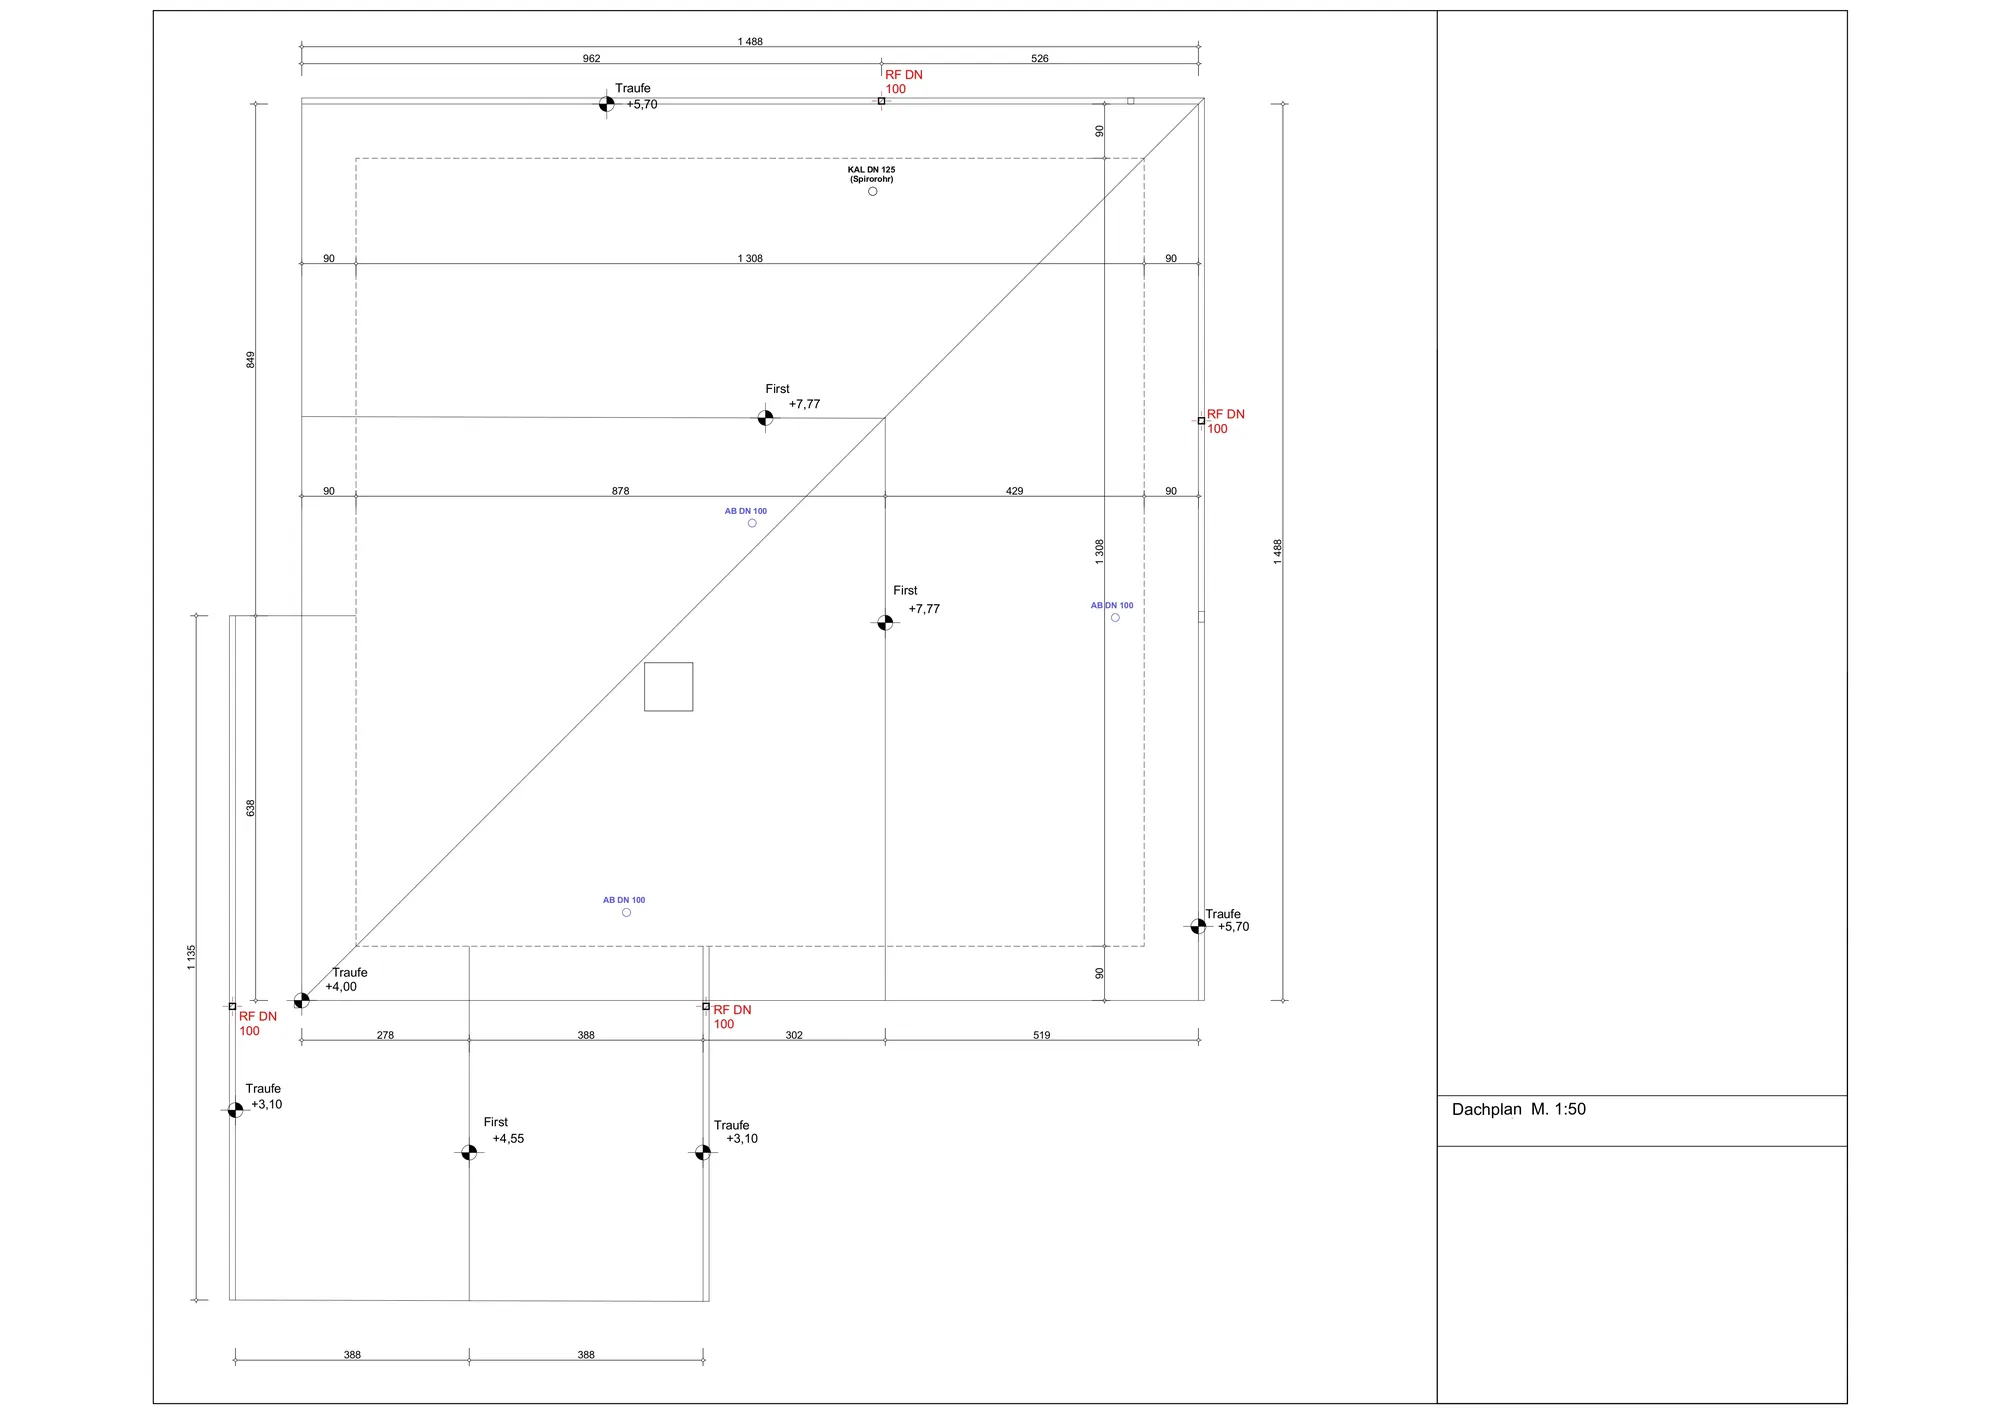 1 488
962
526
RF DN
100
Traufe
+5,70
90
KAL DN 125
(Spirorohr)
90
1 308
90
849
First
+7,77
RF DN
100
90
878
429
90
AB DN 100
1 308
1 488
First
+7,77
AB DN 100
638
AB DN 100
Traufe
+5,70
1 135
Traufe
+4,00
90
RF DN
100
RF DN
100
278
388
302
519
Traufe
+3,10
First
+4,55
Traufe
+3,10
Dachplan M. 1:50
388
388